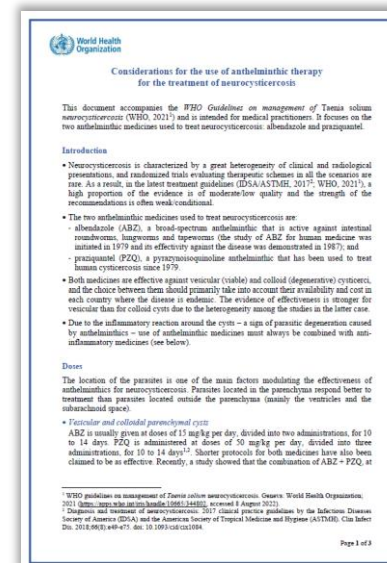 World Health
Organization
Considerations for the use of anthelminthic therapy
for the treatment of neurocysticercosis
This document accompanies the WHO Guidelines on management of Taenia solium
neurocysticercosis (WHO, 2021¹) and is intended for medical practitioners. It focuses on the
two anthelminthic medicines used to treat neurocysticercosis: albendazole and praziquantel.
Introduction
• Neurocysticercosis is characterized by a great heterogeneity of clinical and radiological
presentations, and randomized trials evaluating therapeutic schemes in all the scenarios are
rare. As a result, in the latest treatment guidelines (IDSA/ASTMH, 2017²; WHO, 2021¹), a
high proportion of the evidence is of moderate/low quality and the strength of the
recommendations is often weak/conditional.
• The two anthelminthic medicines used to treat neurocysticercosis are:
- albendazole (ABZ), a broad-spectrum anthelminthic that is active against intestinal
roundworms, lungworms and tapeworms (the study of ABZ for human medicine was
initiated in 1979 and its effectivity against the disease was demonstrated in 1987); and
- praziquantel (PZQ), a pyrazynoisoquinoline anthelminthic that has been used to treat
human cysticercosis since 1979.
• Both medicines are effective against vesicular (viable) and colloid (degenerative) cysticerci,
and the choice between them should primarily take into account their availability and cost in
each country where the disease is endemic. The evidence of effectiveness is stronger for
vesicular than for colloid cysts due to the heterogeneity among the studies in the latter case.
• Due to the inflammatory reaction around the cysts – a sign of parasitic degeneration caused
by anthelminthics – use of anthelminthic medicines must always be combined with anti-
inflammatory medicines (see below).
Doses
The location of the parasites is one of the main factors modulating the effectiveness of
anthelminthics for neurocysticercosis. Parasites located in the parenchyma respond better to
treatment than parasites located outside the parenchyma (mainly the ventricles and the
subarachnoid space).
• Vesicular and colloidal parenchymal cysts
ABZ is usually given at doses of 15 mg/kg per day, divided into two administrations, for 10
to 14 days. PZQ is administered at doses of 50 mg/kg per day, divided into three
administrations, for 10 to 14 days¹,². Shorter protocols for both medicines have also been
claimed to be as effective. Recently, a study showed that the combination of ABZ + PZQ, at
¹ WHO guidelines on management of Taenia solium neurocysticercosis. Geneva: World Health Organization;
2021 (https://apps.who.int/iris/handle/10665/344802, accessed 8 August 2022).
² Diagnosis and treatment of neurocysticercosis. 2017 clinical practice guidelines by the Infectious Diseases
Society of America (IDSA) and the American Society of Tropical Medicine and Hygiene (ASTMH). Clin Infect
Dis. 2018;66(8):e49-e75. doi: 10.1093/cid/cix1084.
Page 1 of 3